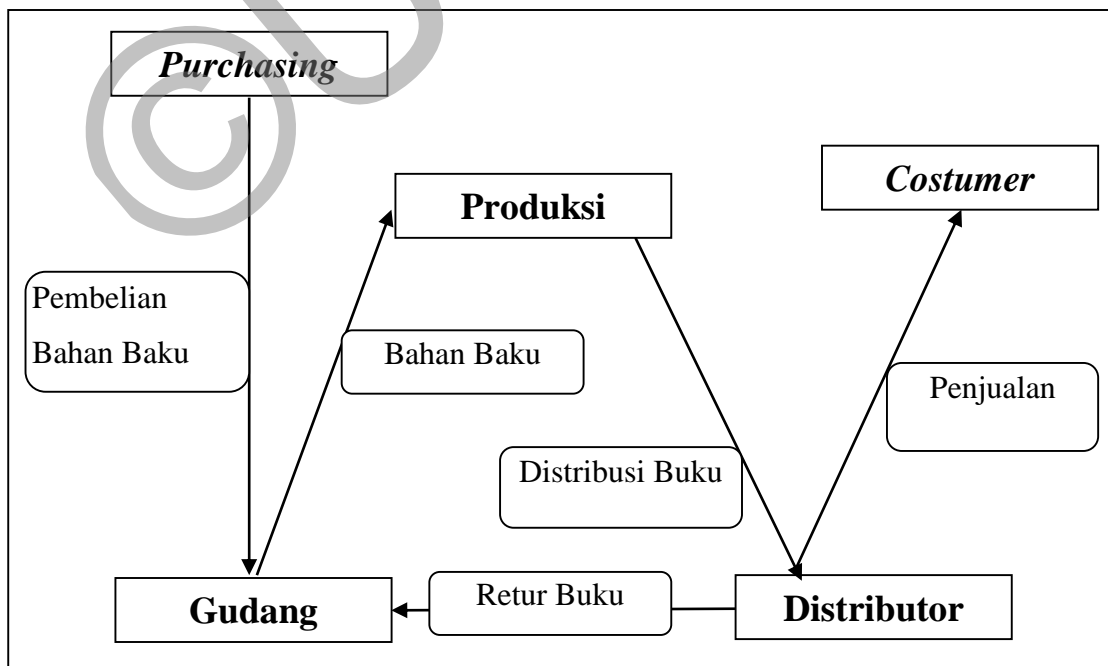 Purchasing
Costumer
Produksi
Pembelian
Bahan Baku
Bahan Baku
Penjualan
Distribusi Buku
Gudang
Retur Buku
Distributor